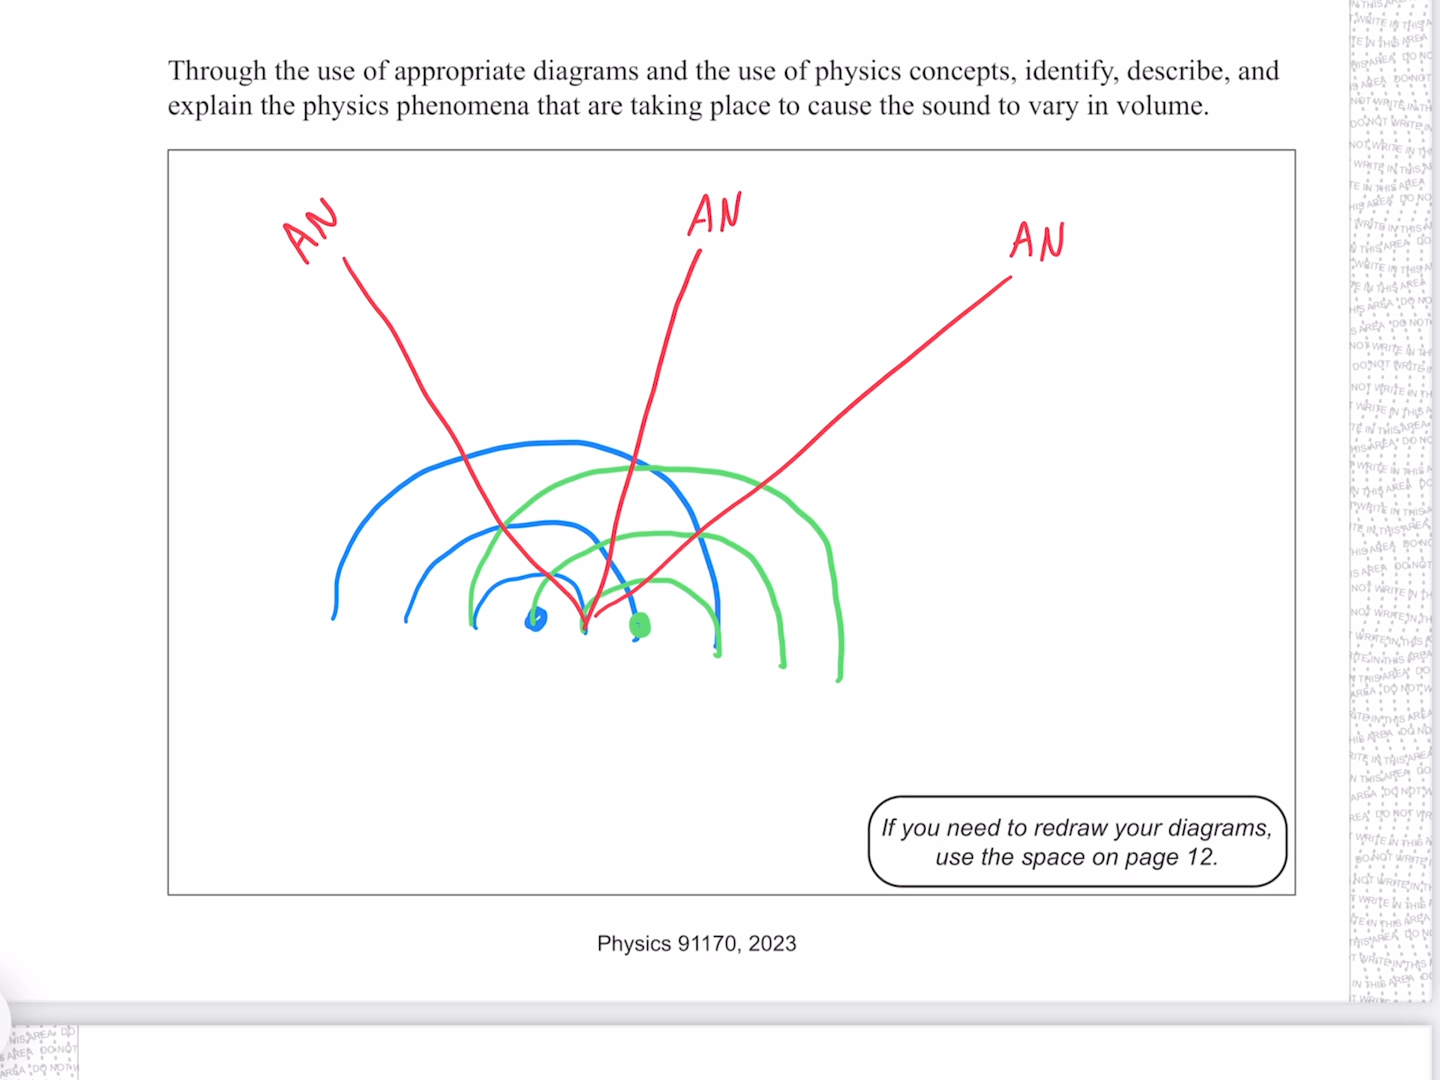 Through the use of appropriate diagrams and the use of physics concepts, identify, describe, and
explain the physics phenomena that are taking place to cause the sound to vary in volume.
AN
AN
AN
If you need to redraw your diagrams,
use the space on page 12.
Physics 91170, 2023